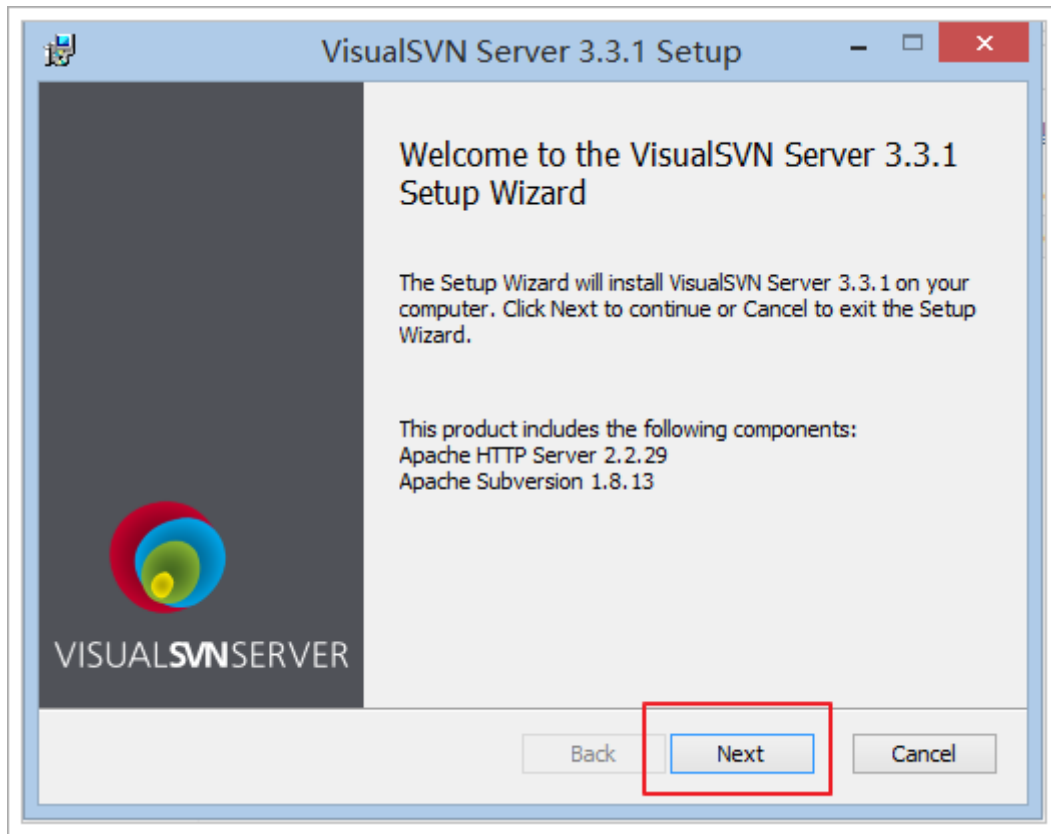 VisualSVN Server 3.3.1 Setup
Welcome to the VisualSVN Server 3.3.1
Setup Wizard
The Setup Wizard will install VisualSVN Server 3.3.1 on your
computer. Click Next to continue or Cancel to exit the Setup
Wizard.
This product includes the following components:
Apache HTTP Server 2.2.29
Apache Subversion 1.8.13
VISUALSVNSERVER
Back
Next
Cancel